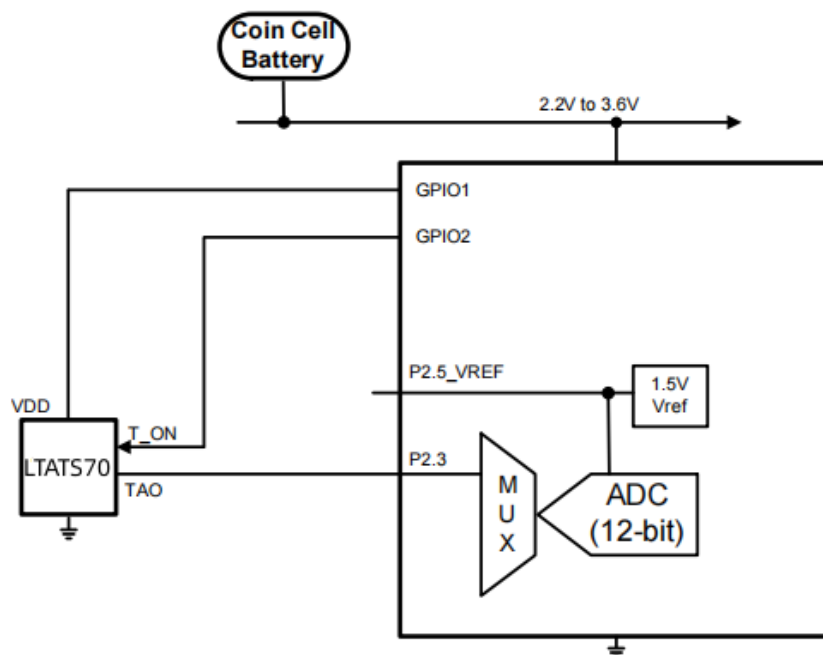 Coin Cell
Battery
2.2V to 3.6V
GPIO1
GPIO2
P2.5_VREF
1.5V
Vref
VDD
T_ON
LTATS70
TAO
P2.3
M
U
X
ADC
(12-bit)